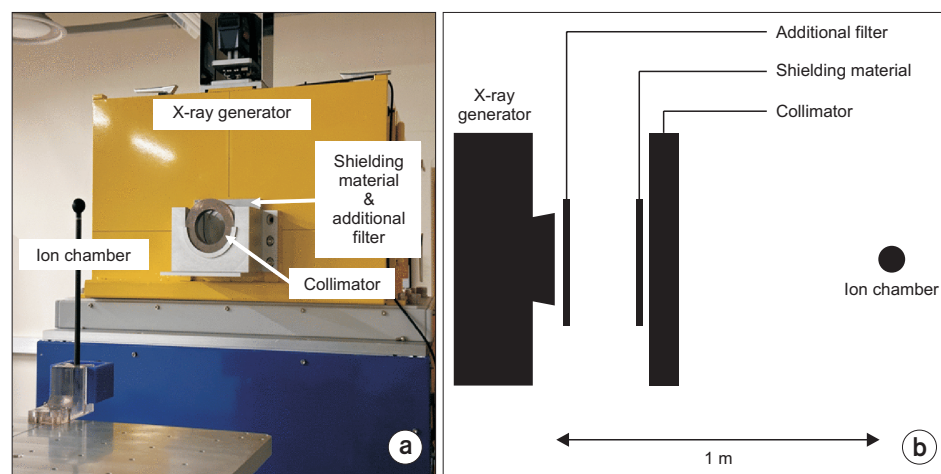 X-ray generator
Shielding
material
&
additional
filter
Ion chamber
Collimator
a
Additional filter
Shielding material
X-ray
generator
Collimator
Ion chamber
1 m
b